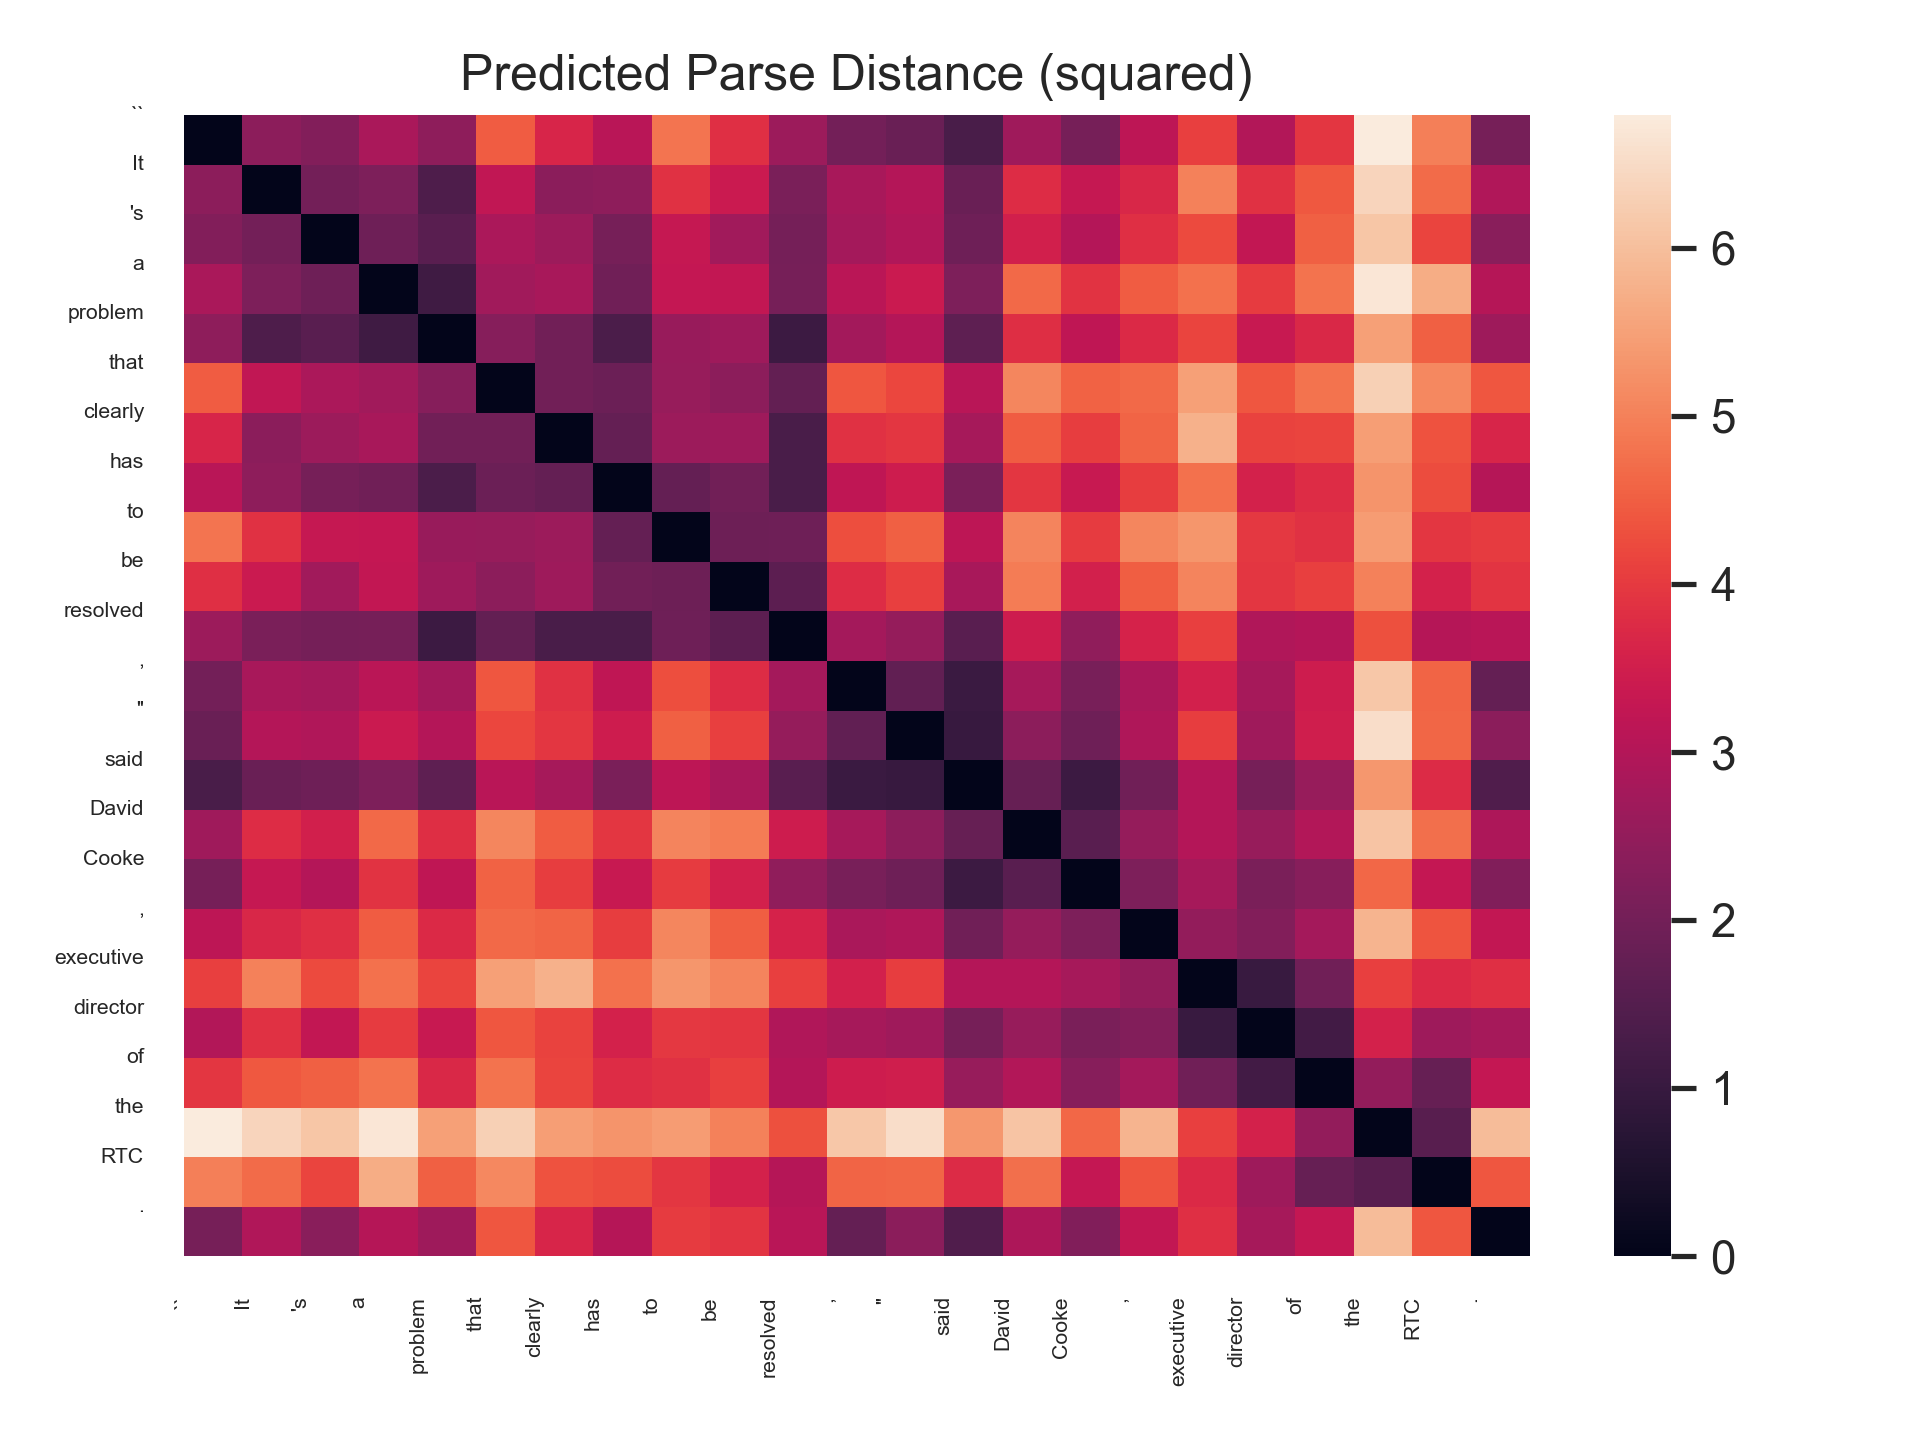 Predicted Parse Distance (squared)
``
It
's
a
problem
that
clearly
has
to
be
resolved
,
''
said
David
Cooke
,
executive
director
of
the
RTC
.
6
5
4
3
2
1
0
``
It
's
a
problem
that
clearly
has
to
be
resolved
,
''
said
David
Cooke
,
executive
director
of
the
RTC
.